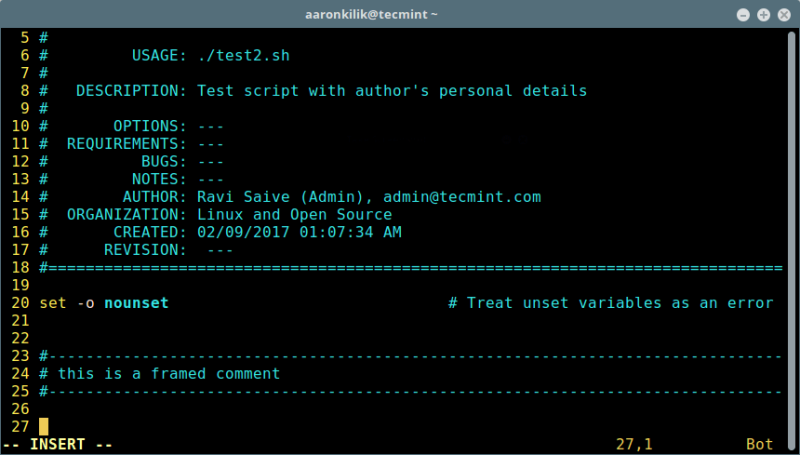 aaronkilik@tecmint ~
5 #
6 #         USAGE: ./test2.sh
7 #
8 #   DESCRIPTION: Test script with author's personal details
9 #
10 #       OPTIONS: ---
11 #  REQUIREMENTS: ---
12 #          BUGS: ---
13 #         NOTES: ---
14 #        AUTHOR: Ravi Saive (Admin), admin@tecmint.com
15 #  ORGANIZATION: Linux and Open Source
16 #       CREATED: 02/09/2017 01:07:34 AM
17 #      REVISION:  ---
18 #===============================================================================
19
20 set -o nounset                              # Treat unset variables as an error
21
22
23 #-------------------------------------------------------------------------------
24 # this is a framed comment
25 #-------------------------------------------------------------------------------
26
27
-- INSERT --                                                      27,1          Bot